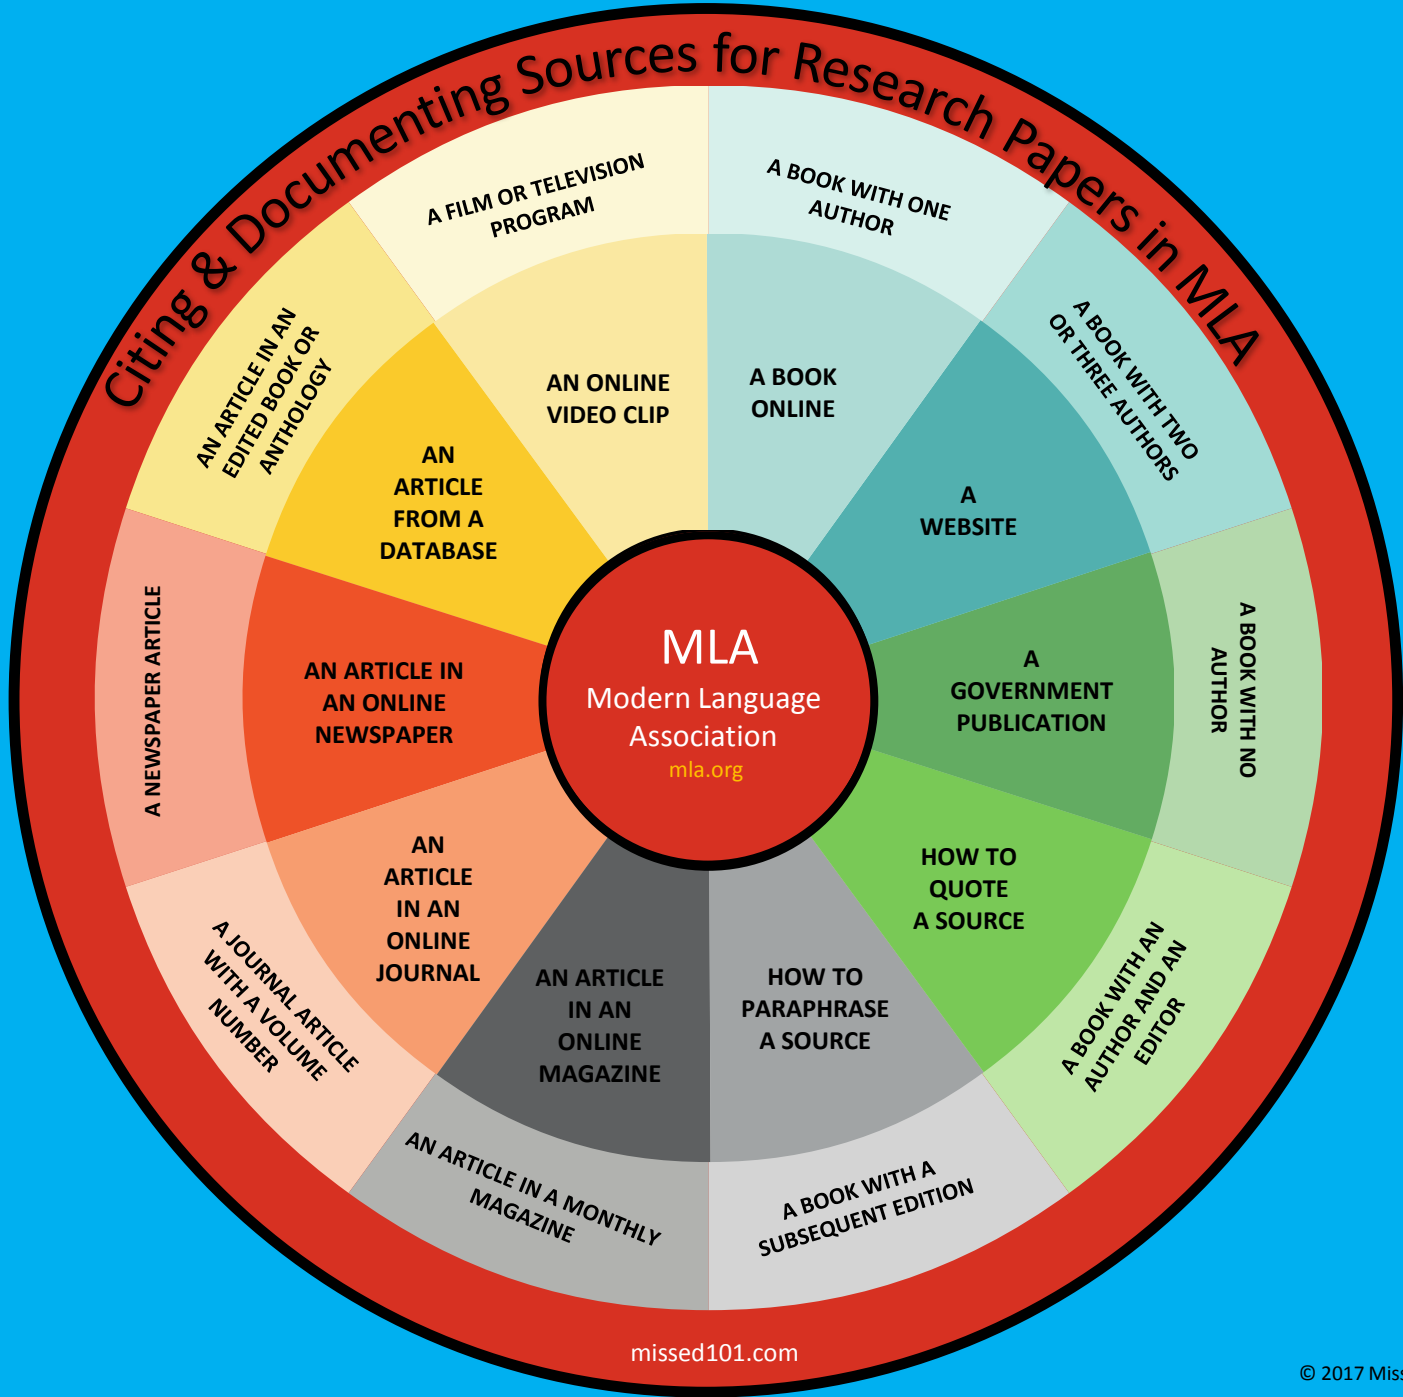 Citing & Documenting Sources for Research Papers in MLA
A FILM OR TELEVISION
PROGRAM
A BOOK WITH ONE
AUTHOR
A BOOK WITH TWO
OR THREE AUTHORS
A BOOK WITH NO
AUTHOR
A BOOK WITH AN
AUTHOR AND AN
EDITOR
A BOOK WITH A
SUBSEQUENT EDITION
AN ARTICLE IN A MONTHLY
MAGAZINE
A JOURNAL ARTICLE
WITH A VOLUME
NUMBER
A NEWSPAPER ARTICLE
AN ARTICLE IN AN
EDITED BOOK OR
ANTHOLOGY
AN ONLINE
VIDEO CLIP
A BOOK
ONLINE
A
WEBSITE
A
GOVERNMENT
PUBLICATION
HOW TO
QUOTE
A SOURCE
HOW TO
PARAPHRASE
A SOURCE
AN ARTICLE
IN AN
ONLINE
MAGAZINE
AN
ARTICLE
IN AN
ONLINE
JOURNAL
AN ARTICLE IN
AN ONLINE
NEWSPAPER
AN
ARTICLE
FROM A
DATABASE
MLA
Modern Language
Association
mla.org
missed101.com
© 2017 Miss